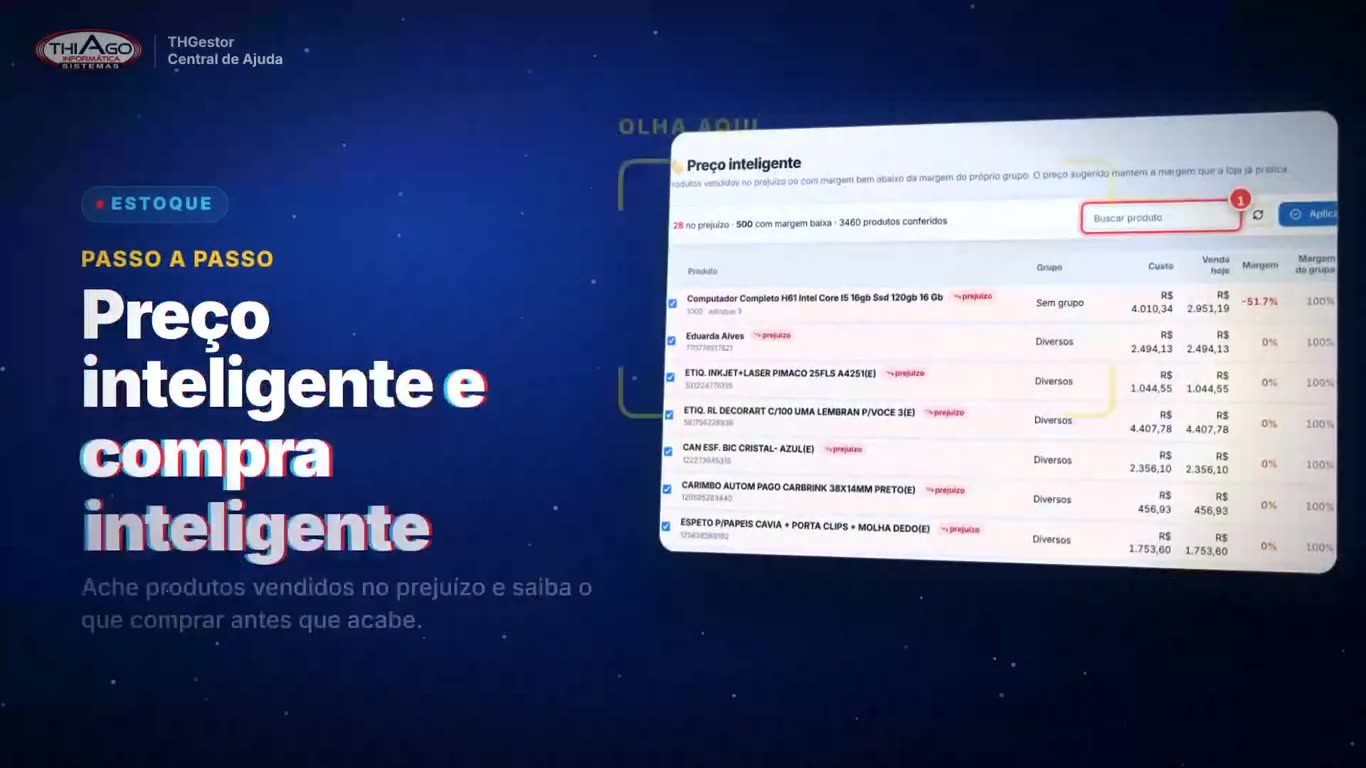 THIAGO
INFORMÁTICA
SISTEMAS
THGestor
Central de Ajuda
ESTOQUE
PASSO A PASSO
Preço
inteligente e
compra
inteligente
Ache produtos vendidos no prejuízo e saiba o
que comprar antes que acabe.
OLHA AQUI
Preço inteligente
rodutos vendidos no prejuízo ou com margem bem abaixo da margem do próprio grupo. O preço sugerido mantém a margem que a loja já pratica.
28 no prejuízo · 500 com margem baixa · 3460 produtos conferidos
Buscar produto
1
Aplica
Produto Grupo Custo Venda hoje Margem Margem do grupo
Computador Completo H61 Intel Core I5 16gb Ssd 120gb 16 Gb prejuízo Sem grupo R$ 4.010,34 R$ 2.951,19 -51.7% 100%
Eduarda Alves prejuízo Diversos R$ 2.494,13 R$ 2.494,13 0% 100%
ETIQ. INKJET+LASER PIMACO 25FLS A4251(E) prejuízo Diversos R$ 1.044,55 R$ 1.044,55 0% 100%
ETIQ. RL DECORART C/100 UMA LEMBRAN P/VOCE 3(E) prejuízo Diversos R$ 4.407,78 R$ 4.407,78 0% 100%
CAN ESF. BIC CRISTAL- AZUL(E) prejuízo Diversos R$ 2.356,10 R$ 2.356,10 0% 100%
CARIMBO AUTOM PAGO CARBRINK 38X14MM PRETO(E) prejuízo Diversos R$ 456,93 R$ 456,93 0% 100%
ESPETO P/PAPEIS CAVIA + PORTA CLIPS + MOLHA DEDO(E) prejuízo Diversos R$ 1.753,60 R$ 1.753,60 0% 100%